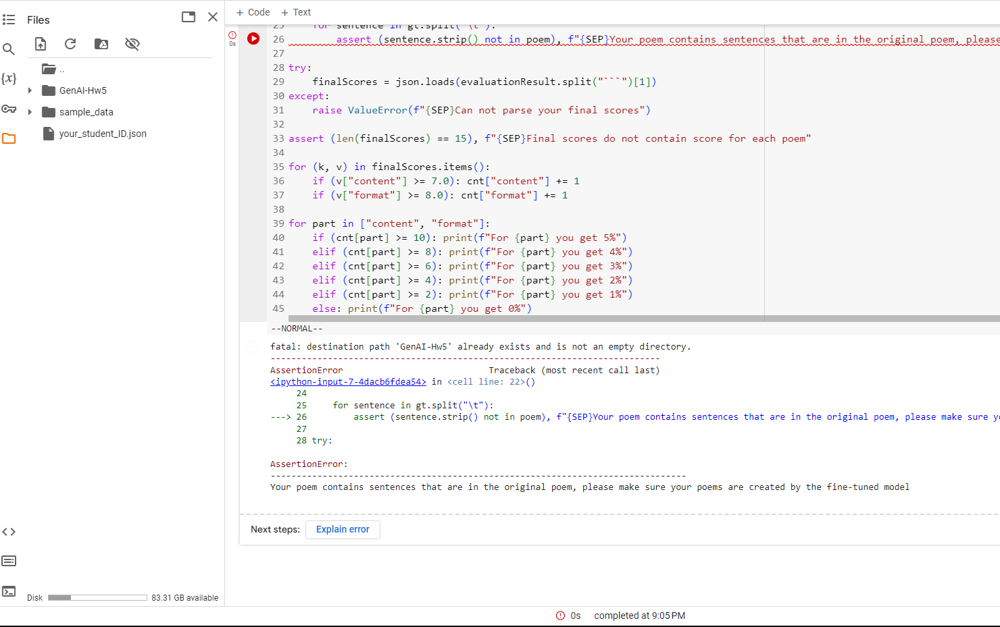 Files
+ Code + Text
..
GenAI-Hw5
sample_data
your_student_ID.json
{x}
0s
25 for sentence in gt.split("\t"):
26 assert (sentence.strip() not in poem), f"{SEP}Your poem contains sentences that are in the original poem, please
27
28 try:
29 finalScores = json.loads(evaluationResult.split("```")[1])
30 except:
31 raise ValueError(f"{SEP}Can not parse your final scores")
32
33 assert (len(finalScores) == 15), f"{SEP}Final scores do not contain score for each poem"
34
35 for (k, v) in finalScores.items():
36 if (v["content"] >= 7.0): cnt["content"] += 1
37 if (v["format"] >= 8.0): cnt["format"] += 1
38
39 for part in ["content", "format"]:
40 if (cnt[part] >= 10): print(f"For {part} you get 5%")
41 elif (cnt[part] >= 8): print(f"For {part} you get 4%")
42 elif (cnt[part] >= 6): print(f"For {part} you get 3%")
43 elif (cnt[part] >= 4): print(f"For {part} you get 2%")
44 elif (cnt[part] >= 2): print(f"For {part} you get 1%")
45 else: print(f"For {part} you get 0%")
--NORMAL--
fatal: destination path 'GenAI-Hw5' already exists and is not an empty directory.
---------------------------------------------------------------------------
AssertionError Traceback (most recent call last)
<ipython-input-7-4dacb6fdea54> in <cell line: 22>()
24
25 for sentence in gt.split("\t"):
---> 26 assert (sentence.strip() not in poem), f"{SEP}Your poem contains sentences that are in the original poem, please make sure y
27
28 try:
AssertionError:
--------------------------------------------------------------------------------
Your poem contains sentences that are in the original poem, please make sure your poems are created by the fine-tuned model
Next steps: Explain error
Disk 83.31 GB available
0s completed at 9:05 PM